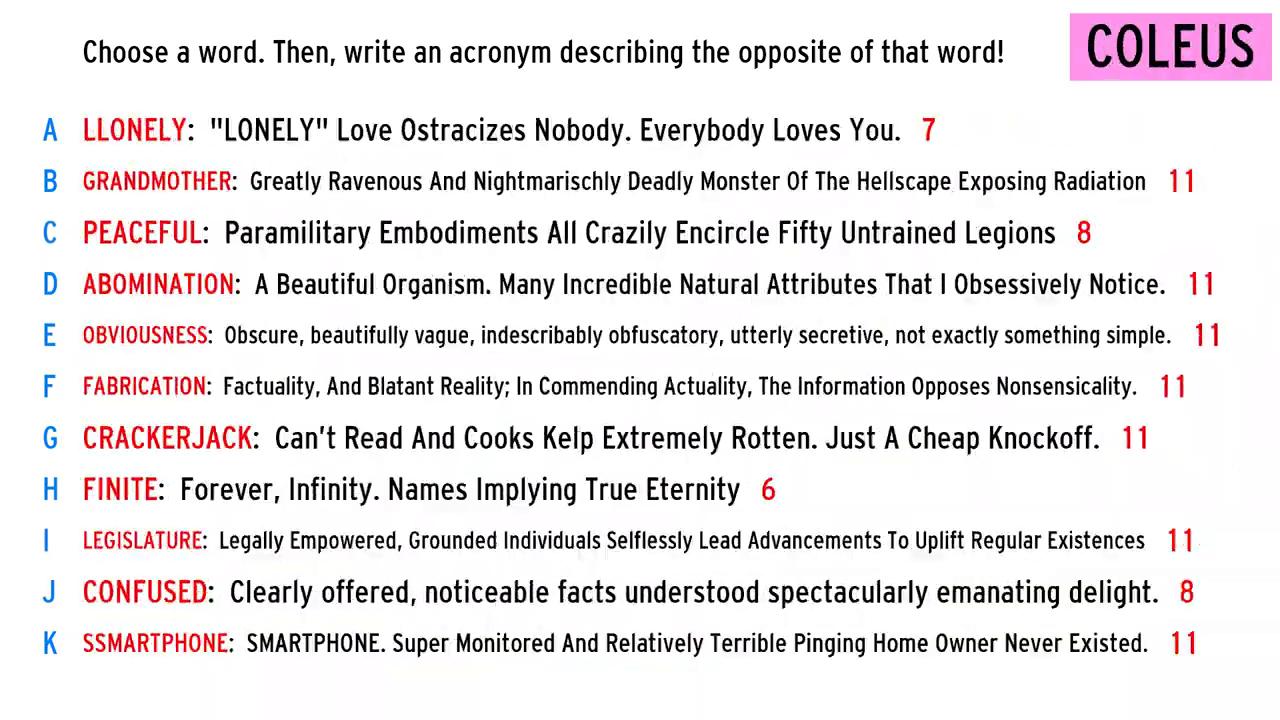 Choose a word. Then, write an acronym describing the opposite of that word!
COLEUS
A LLONELY: "LONELY" Love Ostracizes Nobody. Everybody Loves You. 7
B GRANDMOTHER: Greatly Ravenous And Nightmarischly Deadly Monster Of The Hellscape Exposing Radiation 11
C PEACEFUL: Paramilitary Embodiments All Crazily Encircle Fifty Untrained Legions 8
D ABOMINATION: A Beautiful Organism. Many Incredible Natural Attributes That I Obsessively Notice. 11
E OBVIOUSNESS: Obscure, beautifully vague, indescribably obfuscatory, utterly secretive, not exactly something simple. 11
F FABRICATION: Factuality, And Blatant Reality; In Commending Actuality, The Information Opposes Nonsensicality. 11
G CRACKERJACK: Can't Read And Cooks Kelp Extremely Rotten. Just A Cheap Knockoff. 11
H FINITE: Forever, Infinity. Names Implying True Eternity 6
I LEGISLATURE: Legally Empowered, Grounded Individuals Selflessly Lead Advancements To Uplift Regular Existences 11
J CONFUSED: Clearly offered, noticeable facts understood spectacularly emanating delight. 8
K SSMARTPHONE: SMARTPHONE. Super Monitored And Relatively Terrible Pinging Home Owner Never Existed. 11